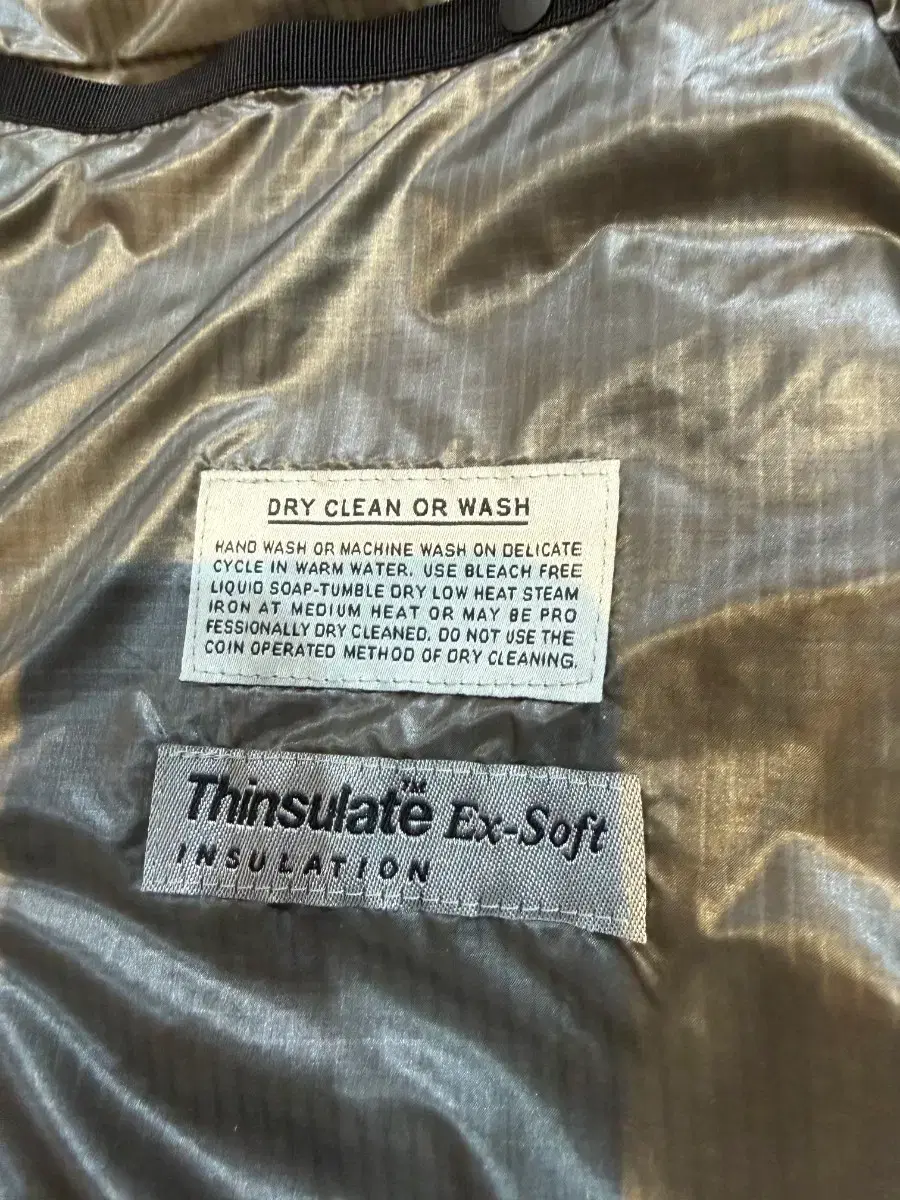 DRY CLEAN OR WASH
HAND WASH OR MACHINE WASH ON DELICATE
CYCLE IN WARM WATER. USE BLEACH FREE
LIQUID SOAP-TUMBLE DRY LOW HEAT STEAM
IRON AT MEDIUM HEAT OR MAY BE PRO
FESSIONALLY DRY CLEANED. DO NOT USE THE
COIN OPERATED METHOD OF DRY CLEANING.
Thinsulate™ Ex-Soft
INSULATION